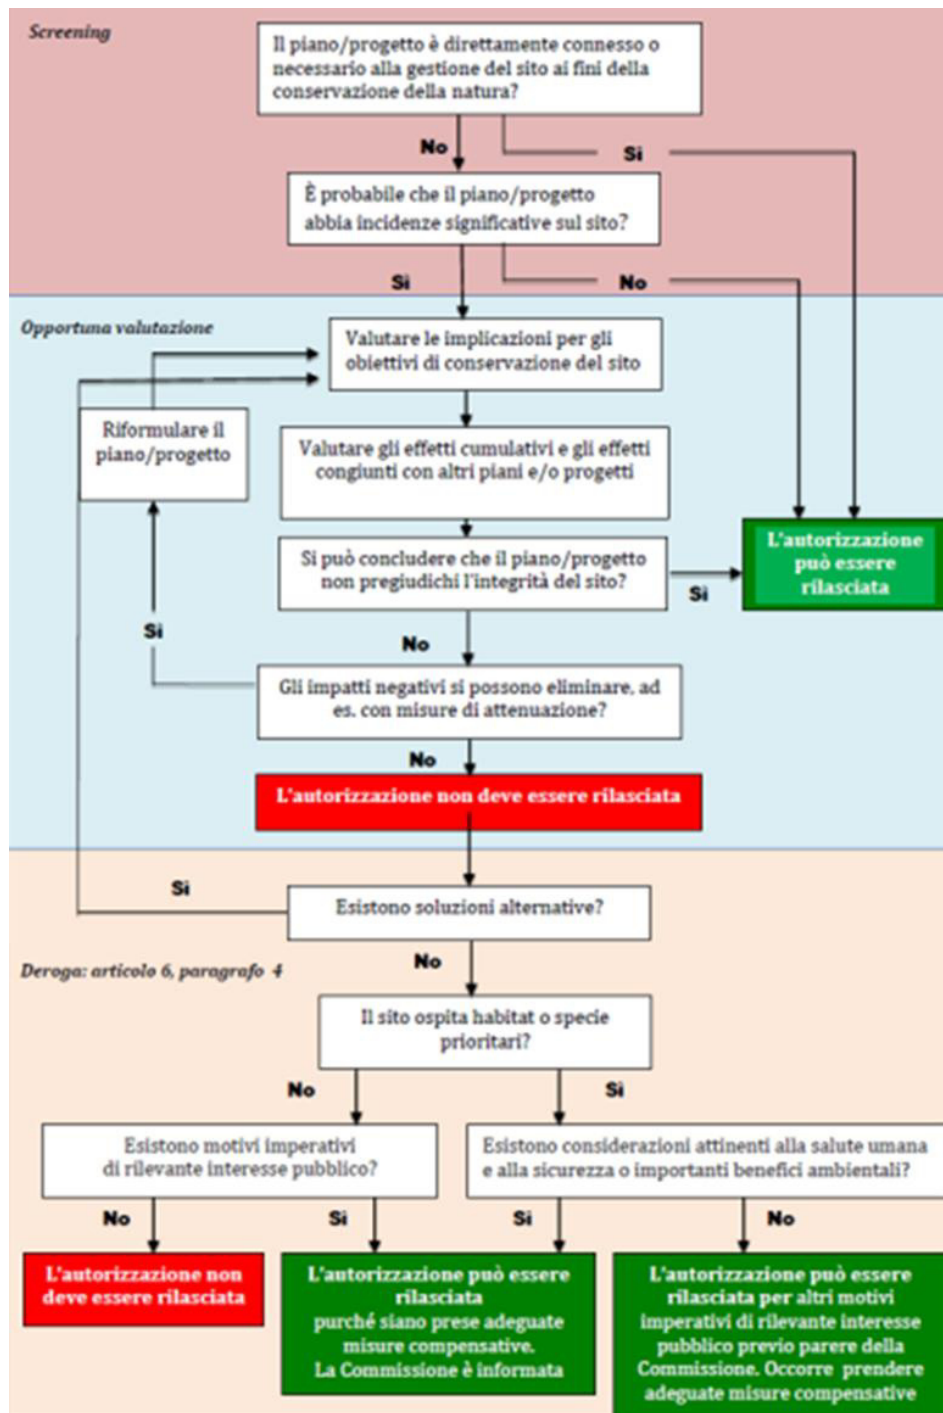 Screening
Il piano/progetto è direttamente connesso o
necessario alla gestione del sito ai fini della
conservazione della natura?
No
Sì
È probabile che il piano/progetto
abbia incidenze significative sul sito?
Sì
No
Opportuna valutazione
Valutare le implicazioni per gli
obiettivi di conservazione del sito
Riformulare il
piano/progetto
Valutare gli effetti cumulativi e gli effetti
congiunti con altri piani e/o progetti
Si può concludere che il piano/progetto
non pregiudichi l'integrità del sito?
Sì
L'autorizzazione
può essere
rilasciata
Sì
No
Gli impatti negativi si possono eliminare, ad
es. con misure di attenuazione?
No
L'autorizzazione non deve essere rilasciata
Sì
Esistono soluzioni alternative?
No
Deroga: articolo 6, paragrafo 4
Il sito ospita habitat o specie
prioritari?
No
Sì
Esistono motivi imperativi
di rilevante interesse pubblico?
Esistono considerazioni attinenti alla salute umana
e alla sicurezza o importanti benefici ambientali?
No
Sì
Sì
No
L'autorizzazione non
deve essere rilasciata
L'autorizzazione può essere
rilasciata
purché siano prese adeguate
misure compensative.
La Commissione è informata
L'autorizzazione può essere
rilasciata per altri motivi
imperativi di rilevante interesse
pubblico previo parere della
Commissione. Occorre prendere
adeguate misure compensative